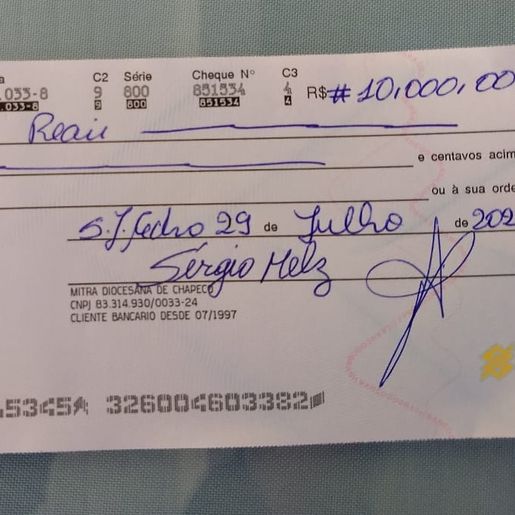 a C2 Série Cheque Nº C3
.033-8 9 800 851534 4 R$ #10,000,00
.033-8 9 800 851534 4
Reais
e centavos acim
ou à sua orde
29 de Julho de 202
Sérgio Melz
MITRA DIOCESANA DE CHAPECO
CNPJ 83.314.930/0033-24
CLIENTE BANCARIO DESDE 07/1997
5345 326004603382